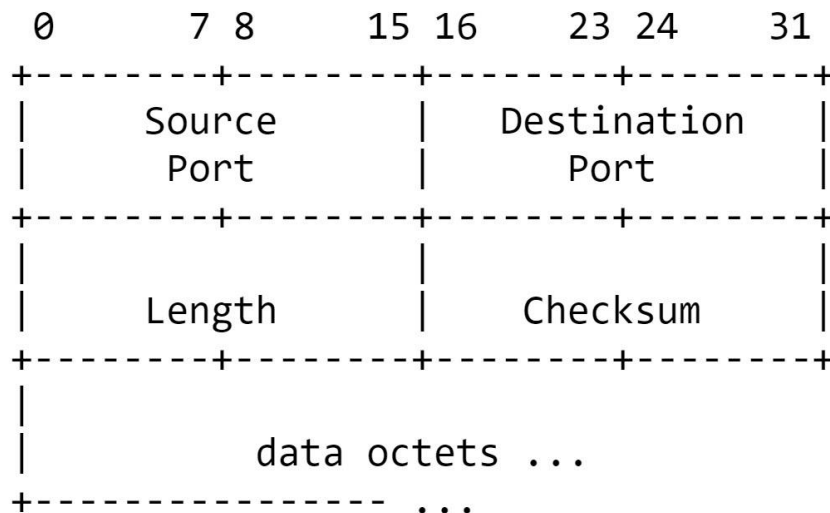 0      7 8     15 16    23 24    31
+--------+--------+--------+--------+
|     Source      |   Destination   |
|      Port       |      Port       |
+--------+--------+--------+--------+
|                 |                 |
|     Length      |    Checksum     |
+--------+--------+--------+--------+
|
|          data octets ...
+---------------- ...